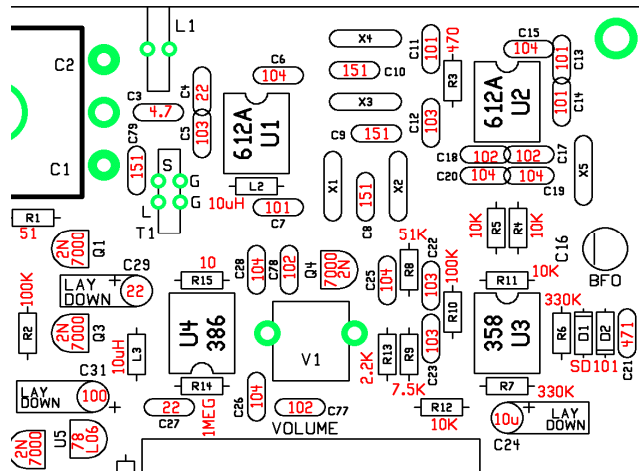 L1
C2
C3
4.7
C4
22
C5
103
C6
104
612A
U1
X4
151
C10
X3
C9
151
C11
101
470
R3
C12
103
C15
104
C13
101
612A
U2
C14
101
C1
C79
151
S
G
G
L
T1
L2
10uH
101
C7
X1
151
C8
X2
C18
102
102
C17
C20
104
104
C19
X5
R1
51
2N
7000
Q1
C29
LAY
DOWN
22
10
R15
C28
104
C78
102
Q4
7000
2N
51K
R8
C22
103
C25
104
100K
R10
10K
R5
R4
10K
C16
BFO
R11
10K
100K
R2
2N
7000
Q3
10uH
L3
U4
386
V1
2.2K
R13
R9
7.5K
103
C23
358
U3
330K
R6
D1
D2
SD101
471
C21
C31
LAY
DOWN
100
R14
1MEG
22
C27
C26
104
102
C77
VOLUME
R12
10K
R7
330K
10u
LAY
DOWN
C24
2N
7000
U5
78
L06